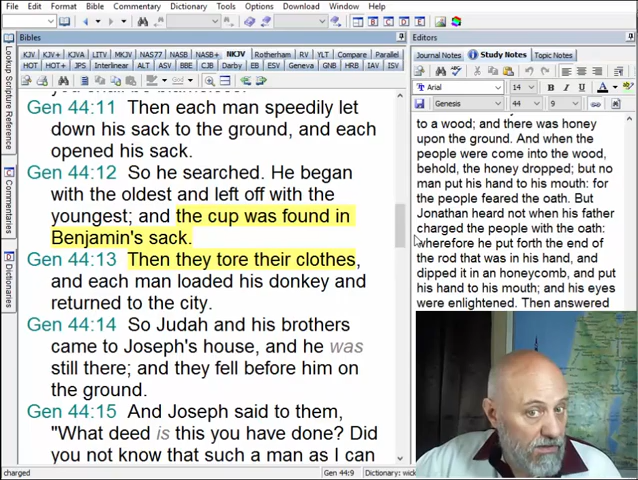 File Edit View Bible Commentary Dictionary Tools Options Download Window Help
Bibles
KJV KJV+ KJVA LITV MKJV NAS77 NASB NASB+ NKJV Rotherham RV YLT Compare Parallel
HOT HOT+ JPS Interlinear ALT ASV BBE DRB EB ESV Geneva GNB HRB IAV ISV
Gen 44:11 Then each man speedily let
down his sack to the ground, and each
opened his sack.
Gen 44:12 So he searched. He began
with the oldest and left off with the
youngest; and the cup was found in
Benjamin's sack.
Gen 44:13 Then they tore their clothes,
and each man loaded his donkey and
returned to the city.
Gen 44:14 So Judah and his brothers
came to Joseph's house, and he was
still there; and they fell before him on
the ground.
Gen 44:15 And Joseph said to them,
"What deed is this you have done? Did
you not know that such a man as I can
Lookup Scripture Reference
Commentaries
Dictionaries
Editors
Journal Notes Study Notes Topic Notes
Arial 14 B I U
Genesis 44 9
to a wood; and there was honey
upon the ground. And when the
people were come into the wood,
behold, the honey dropped; but no
man put his hand to his mouth: for
the people feared the oath. But
Jonathan heard not when his father
charged the people with the oath:
wherefore he put forth the end of
the rod that was in his hand, and
dipped it in an honeycomb, and put
his hand to his mouth; and his eyes
were enlightened. Then answered
charged
Gen 44:9
Dictionary: wick